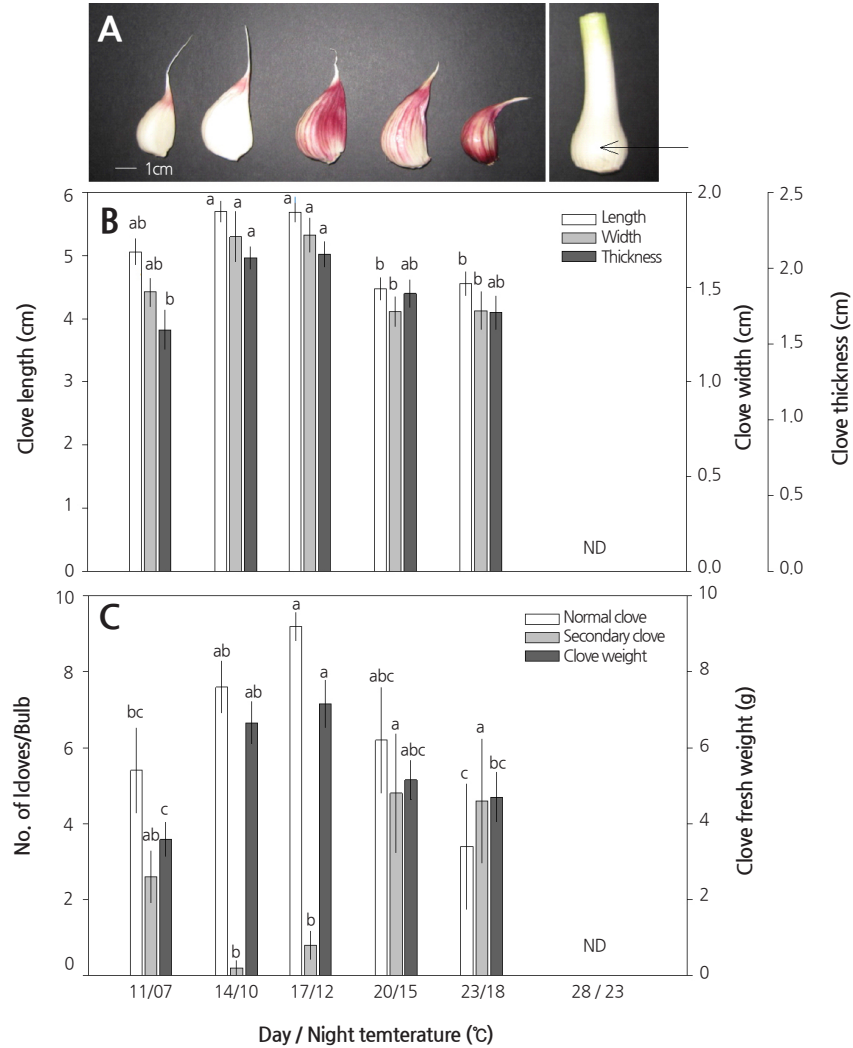 A
1cm
B
Length
Width
Thickness
ab
ab
b
a
a
a
a
a
a
b
b
ab
b
b
ab
ND
6
5
4
3
2
1
0
Clove length (cm)
2.0
1.5
1.0
0.5
0.0
Clove width (cm)
2.5
2.0
1.5
1.0
0.5
0.0
Clove thickness (cm)
C
Normal clove
Secondary clove
Clove weight
bc
ab
c
ab
b
ab
a
b
a
abc
a
abc
c
a
bc
ND
10
8
6
4
2
0
No. of lcloves/Bulb
10
8
6
4
2
0
Clove fresh weight (g)
11/07 14/10 17/12 20/15 23/18 28 / 23
Day / Night temterature (℃)